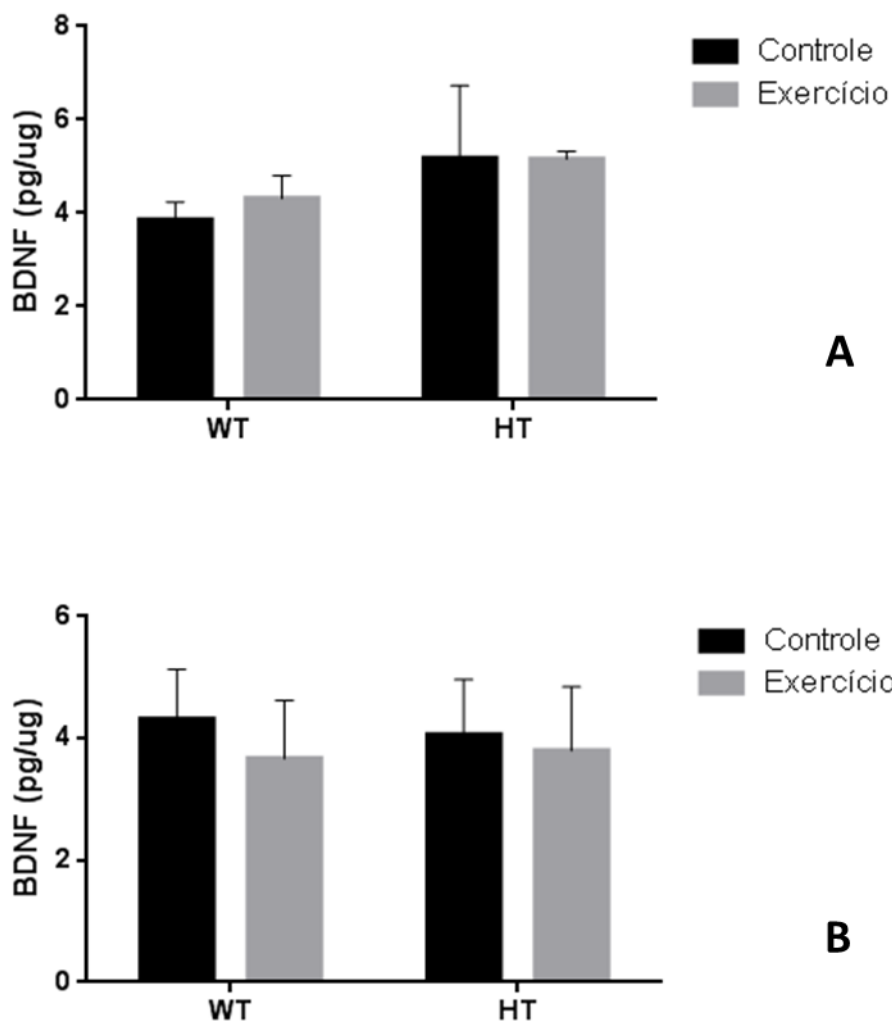 8
6
4
2
0
BDNF (pg/ug)
WT
HT
Controle
Exercício
A
6
4
2
0
BDNF (pg/ug)
WT
HT
Controle
Exercício
B